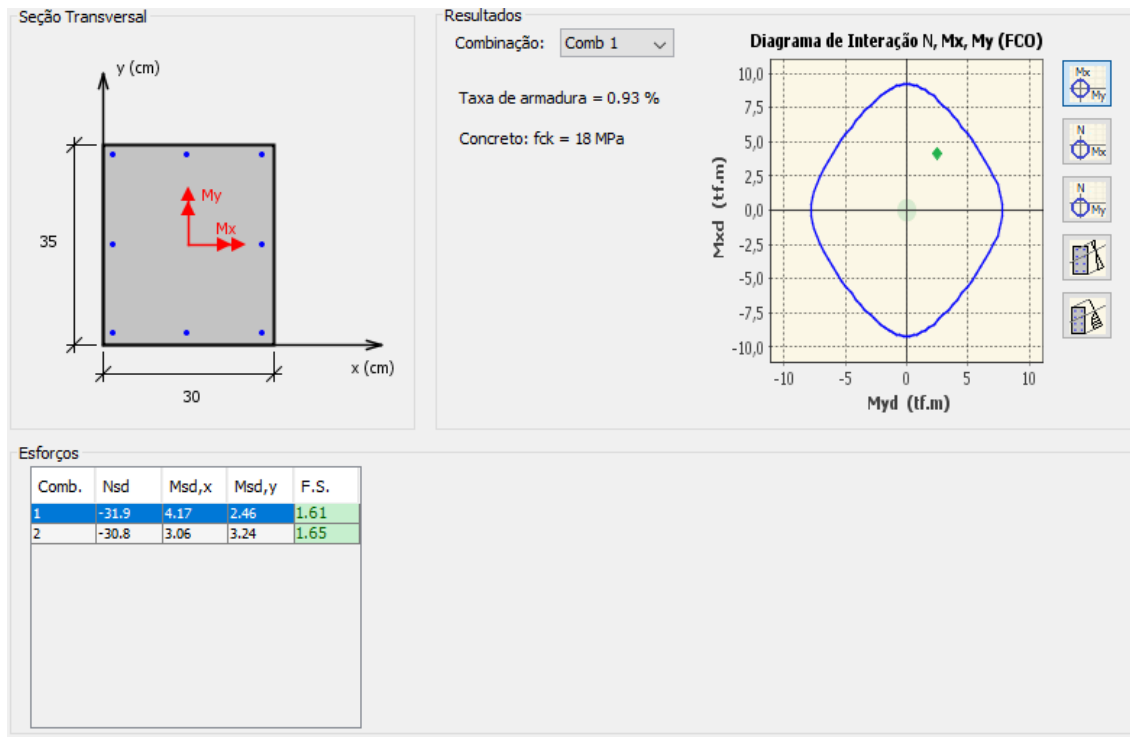 Seção Transversal
y (cm)
My
Mx
35
x (cm)
30
Resultados
Combinação: Comb 1
Taxa de armadura = 0.93 %
Concreto: fck = 18 MPa
Diagrama de Interação N, Mx, My (FCO)
10,0
7,5
5,0
2,5
0,0
-2,5
-5,0
-7,5
-10,0
Mxd (tf.m)
-10 -5 0 5 10
Myd (tf.m)
Mx
My
N
Mx
N
My
Esforços
Comb. Nsd Msd,x Msd,y F.S.
1 -31.9 4.17 2.46 1.61
2 -30.8 3.06 3.24 1.65